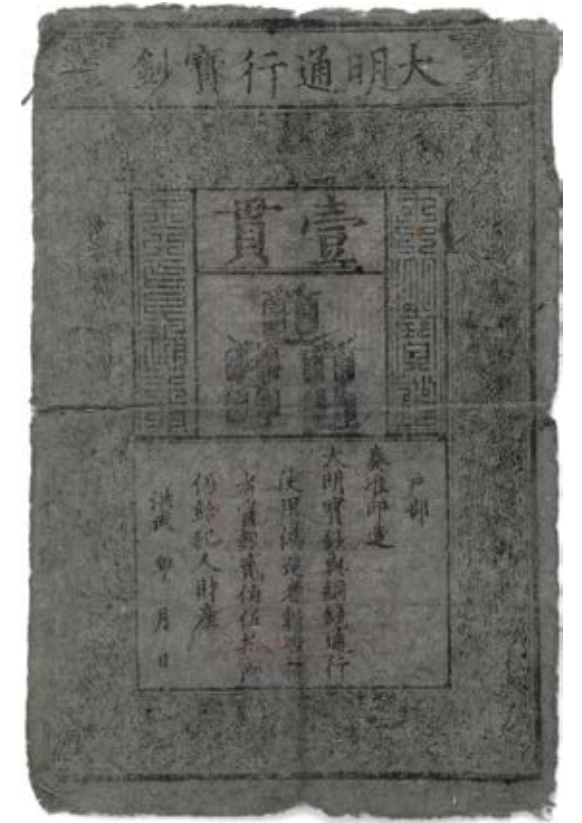 大明通行寶鈔
壹貫
戶部
奏准印造
大明寶鈔與銅錢通行
使用偽造者斬告捕
者賞銀貳佰伍拾兩
仍給犯人財產
洪武 年 月 日